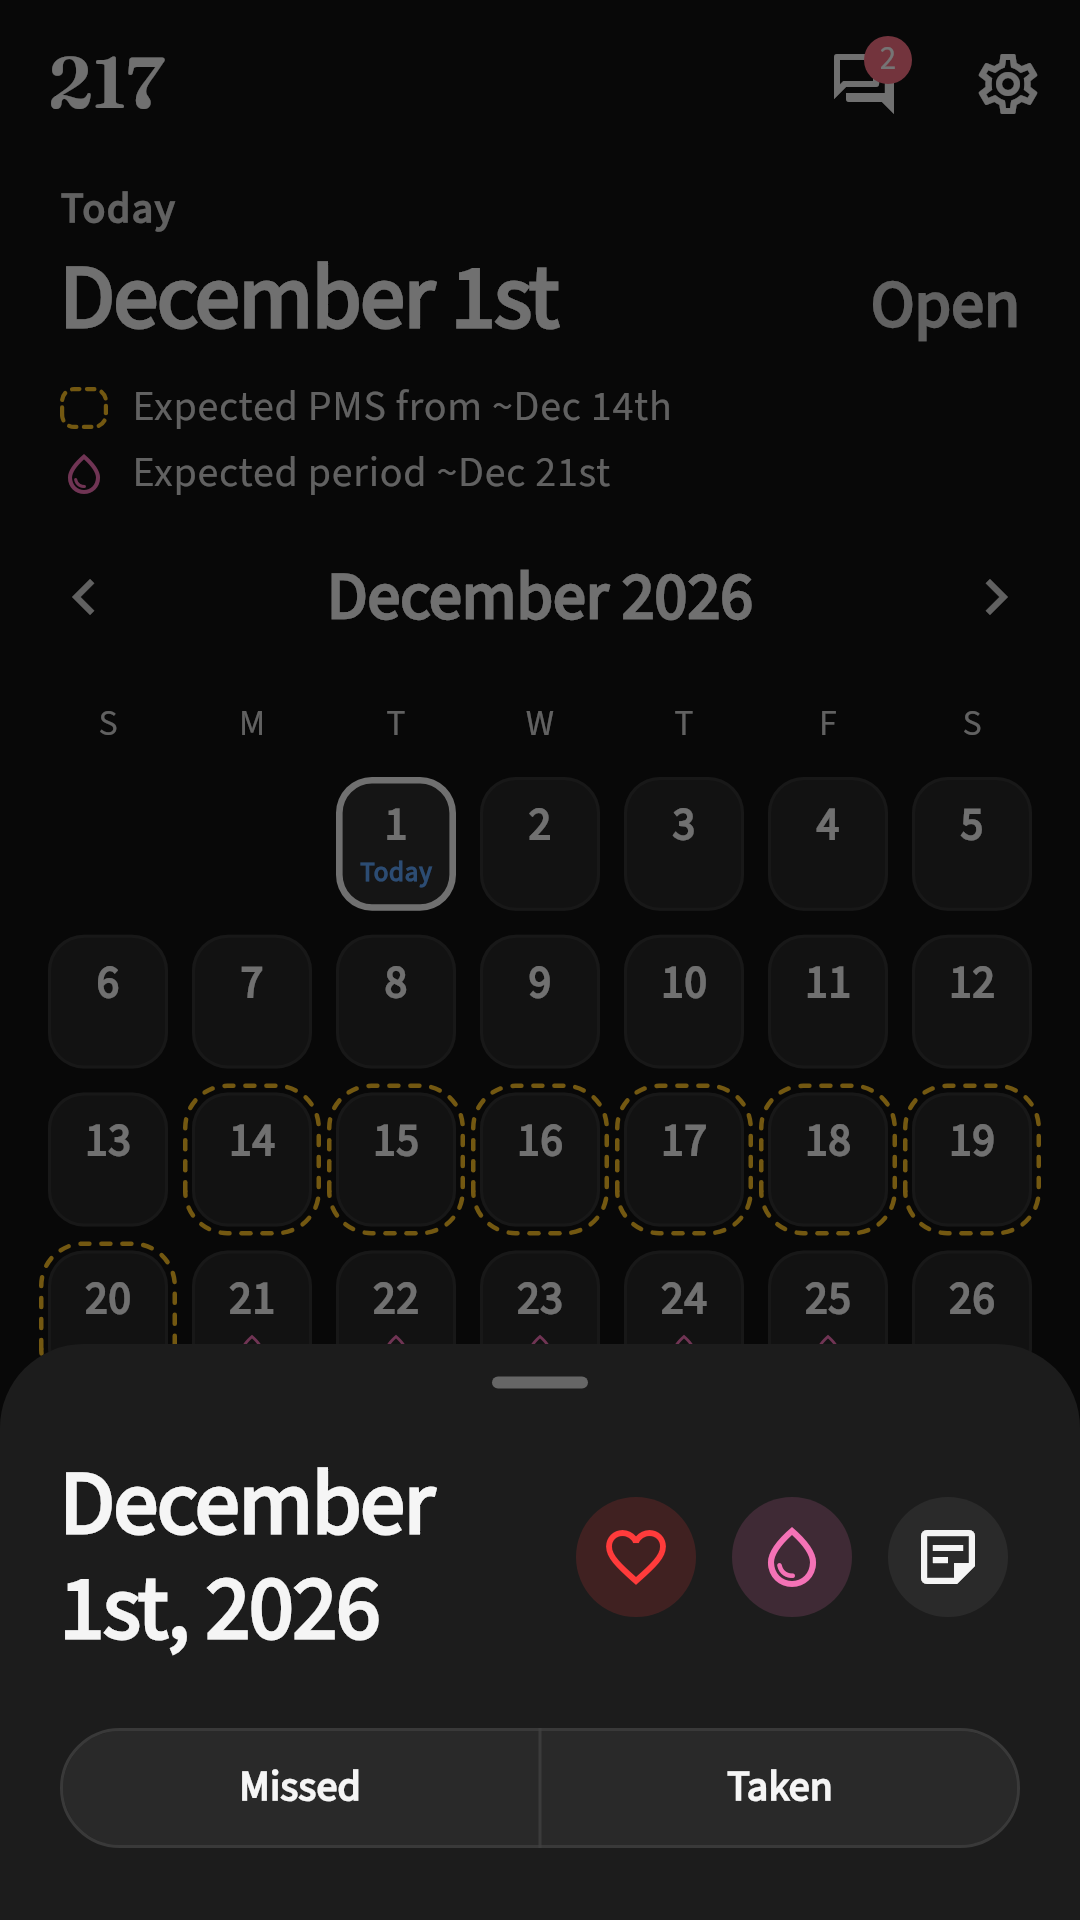 217
2
Today
December 1st
Open
Expected PMS from ~Dec 14th
Expected period ~Dec 21st
December 2026
S M T W T F S
1 2 3 4 5
Today
6 7 8 9 10 11 12
13 14 15 16 17 18 19
20 21 22 23 24 25 26
December
1st, 2026
Missed Taken